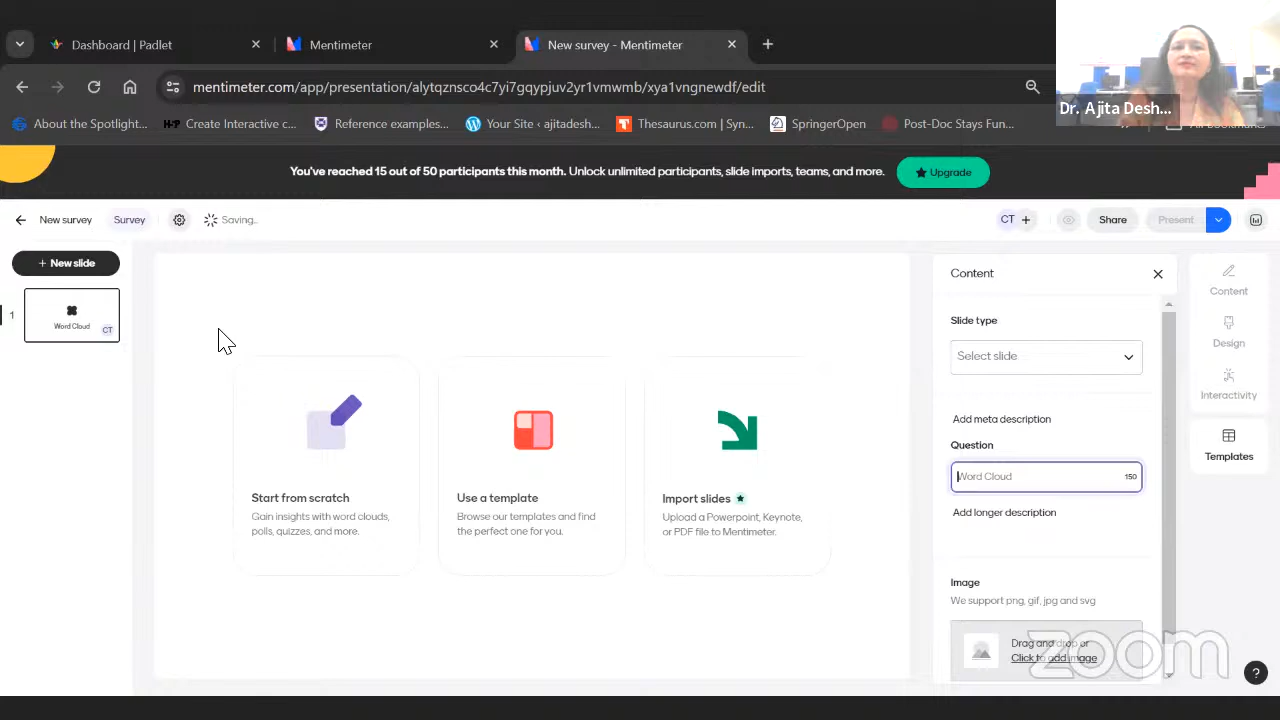 Dashboard | Padlet
Mentimeter
New survey - Mentimeter
mentimeter.com/app/presentation/alytqznsco4c7yi7gqypjuv2yr1vmwmb/xya1vngnewdf/edit
Dr. Ajita Desh...
About the Spotlight...
H-P Create Interactive c...
Reference examples...
Your Site ‹ ajitadesh...
Thesaurus.com | Syn...
SpringerOpen
Post-Doc Stays Fun...
All Bookmarks
You've reached 15 out of 50 participants this month. Unlock unlimited participants, slide imports, teams, and more.
Upgrade
New survey
Survey
Saving..
CT +
Share
Present
+ New slide
1
Word Cloud
CT
Start from scratch
Gain insights with word clouds,
polls, quizzes, and more.
Use a template
Browse our templates and find
the perfect one for you.
Import slides
Upload a Powerpoint, Keynote,
or PDF file to Mentimeter.
Content
Slide type
Select slide
Add meta description
Question
Word Cloud 150
Add longer description
Image
We support png, gif, jpg and svg
Drag and drop or
Click to add image
Content
Design
Interactivity
Templates
zoom
?